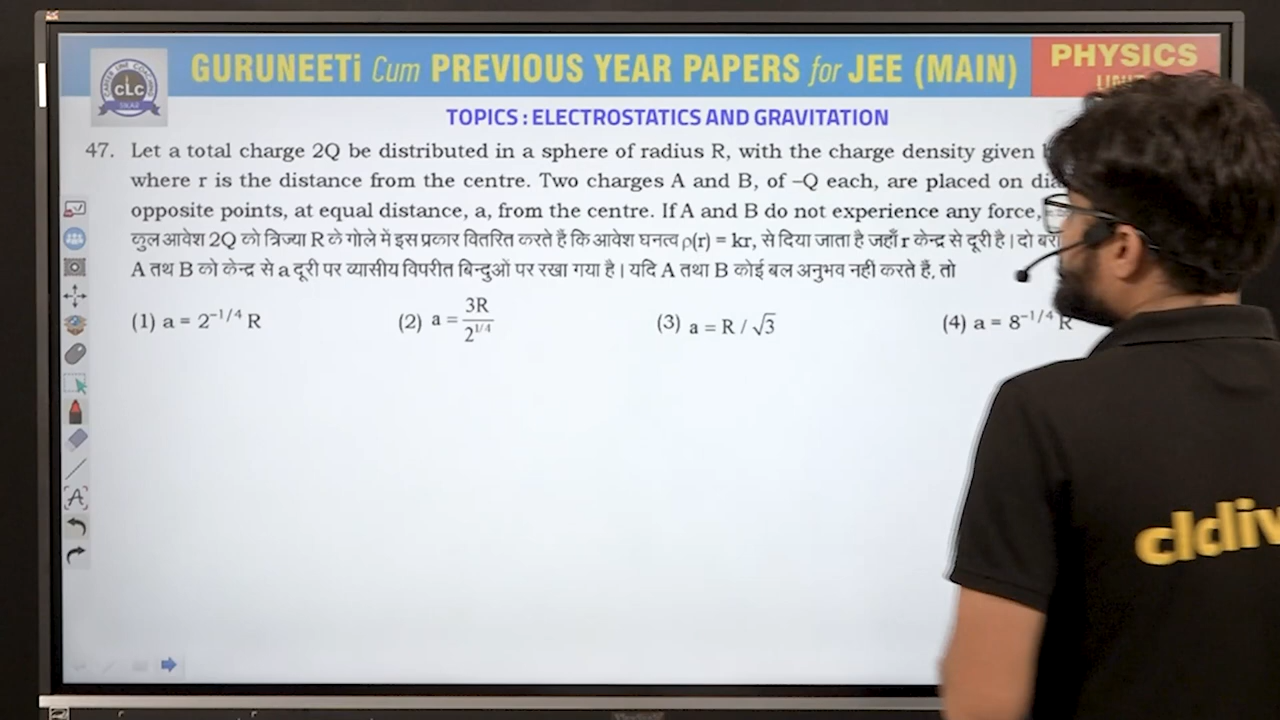 GURUNEETi Cum PREVIOUS YEAR PAPERS for JEE (MAIN)
PHYSICS
cLc
TOPICS : ELECTROSTATICS AND GRAVITATION
47. Let a total charge 2Q be distributed in a sphere of radius R, with the charge density given
where r is the distance from the centre. Two charges A and B, of –Q each, are placed on
opposite points, at equal distance, a, from the centre. If A and B do not experience any force,
कुल आवेश 2Q को त्रिज्या R के गोले में इस प्रकार वितरित करते हैं कि आवेश घनत्व ρ(r) = kr, से दिया जाता है जहाँ r केन्द्र से दूरी है। दो
A तथ B को केन्द्र से a दूरी पर व्यासीय विपरीत बिन्दुओं पर रखा गया है। यदि A तथा B कोई बल अनुभव नहीं करते हैं, तो
(1) a = 2^{-1/4} R (2) a = \frac{3R}{2^{1/4}} (3) a = R / √3 (4) a = 8^{-1/4} R